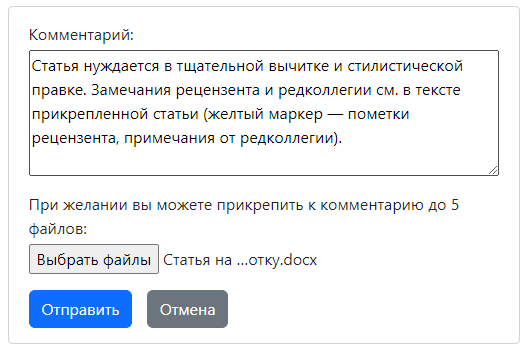 Комментарий:
Статья нуждается в тщательной вычитке и стилистической
правке. Замечания рецензента и редколлегии см. в тексте
прикрепленной статьи (желтый маркер — пометки
рецензента, примечания от редколлегии).
При желании вы можете прикрепить к комментарию до 5
файлов:
Выбрать файлы Статья на ...отку.docx
Отправить Отмена